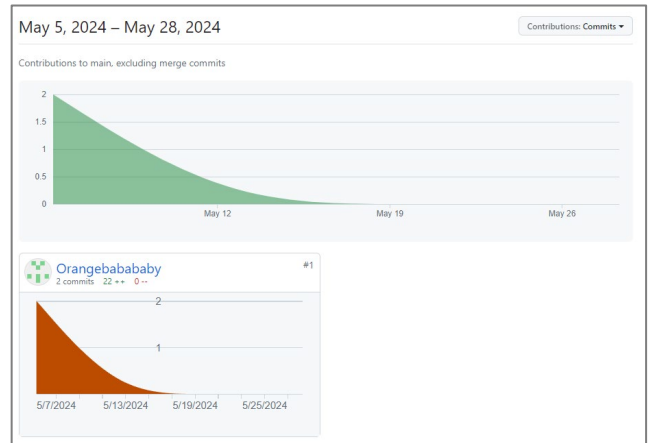 May 5, 2024 – May 28, 2024
Contributions: Commits
Contributions to main, excluding merge commits
2
1.5
1
0.5
0
May 12
May 19
May 26
Orangebabababy
#1
2 commits 22 ++ 0 --
2
1
5/7/2024 5/13/2024 5/19/2024 5/25/2024